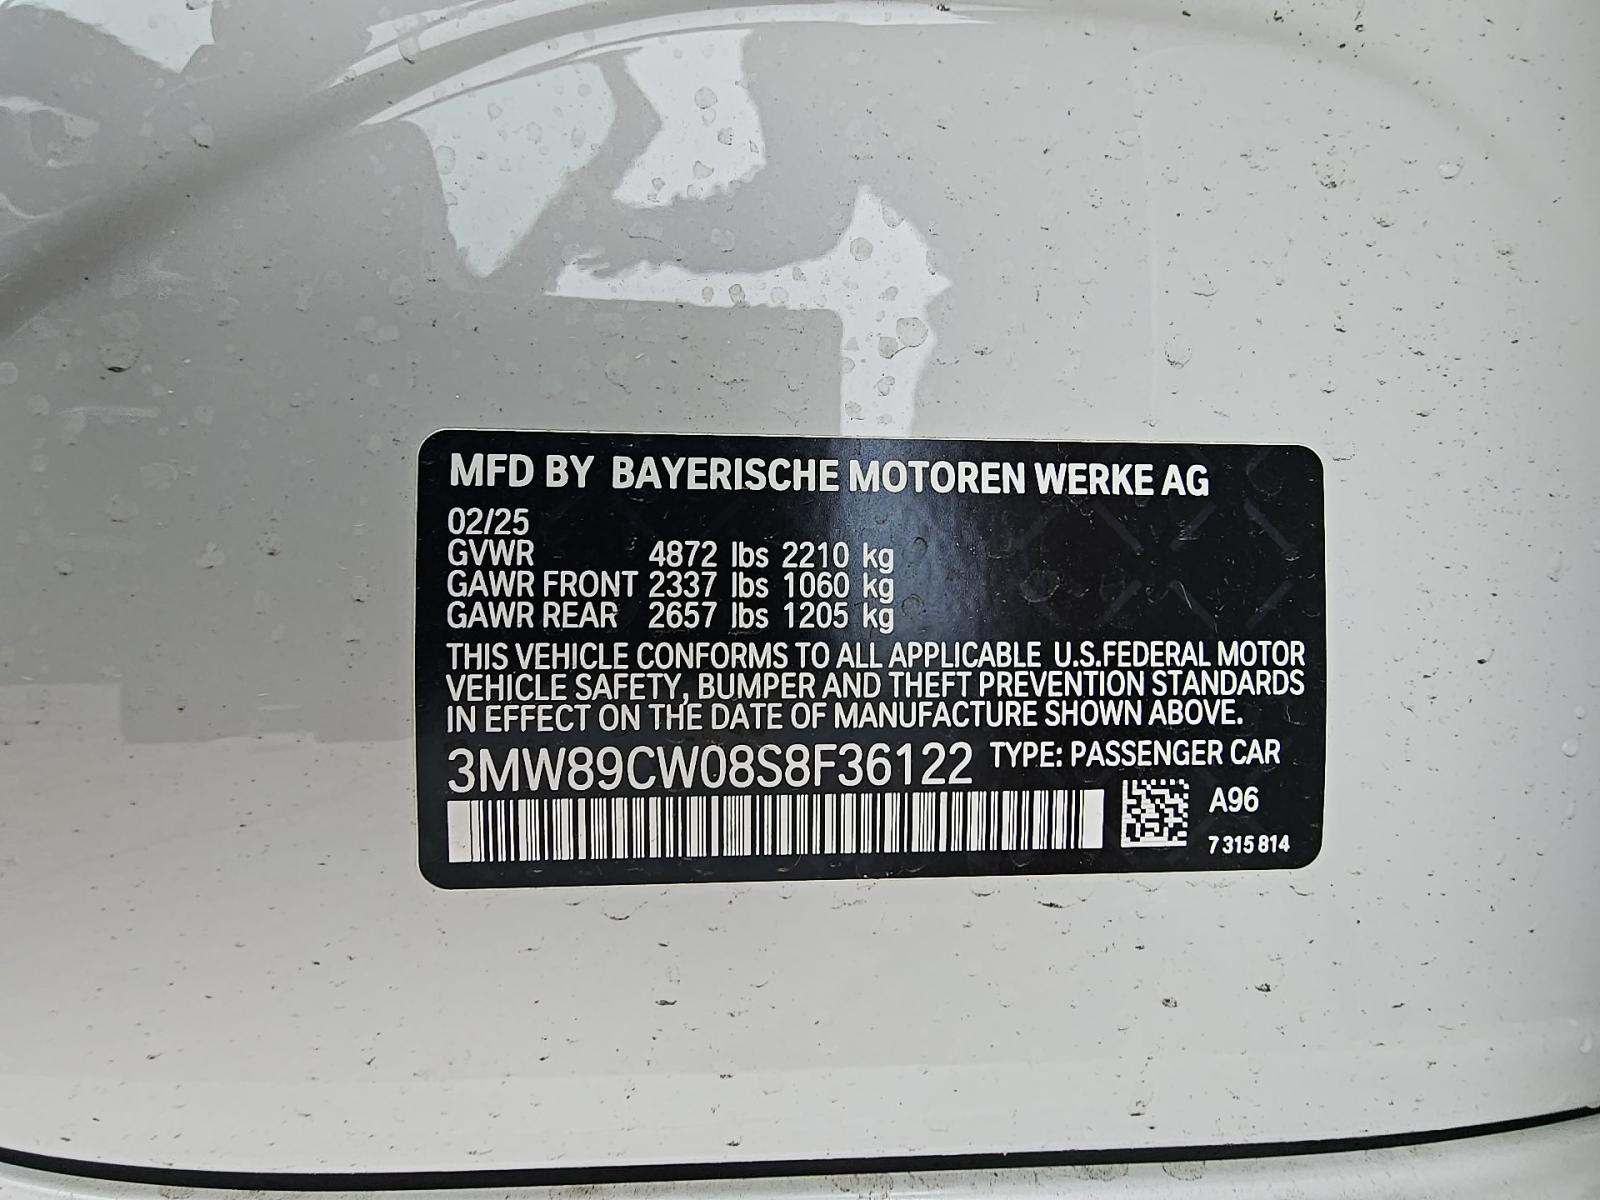 MFD BY BAYERISCHE MOTOREN WERKE AG
02/25
GVWR 4872 lbs 2210 kg
GAWR FRONT 2337 lbs 1060 kg
GAWR REAR 2657 lbs 1205 kg
THIS VEHICLE CONFORMS TO ALL APPLICABLE U.S.FEDERAL MOTOR
VEHICLE SAFETY, BUMPER AND THEFT PREVENTION STANDARDS
IN EFFECT ON THE DATE OF MANUFACTURE SHOWN ABOVE.
3MW89CW08S8F36122 TYPE: PASSENGER CAR
A96
7 315 814